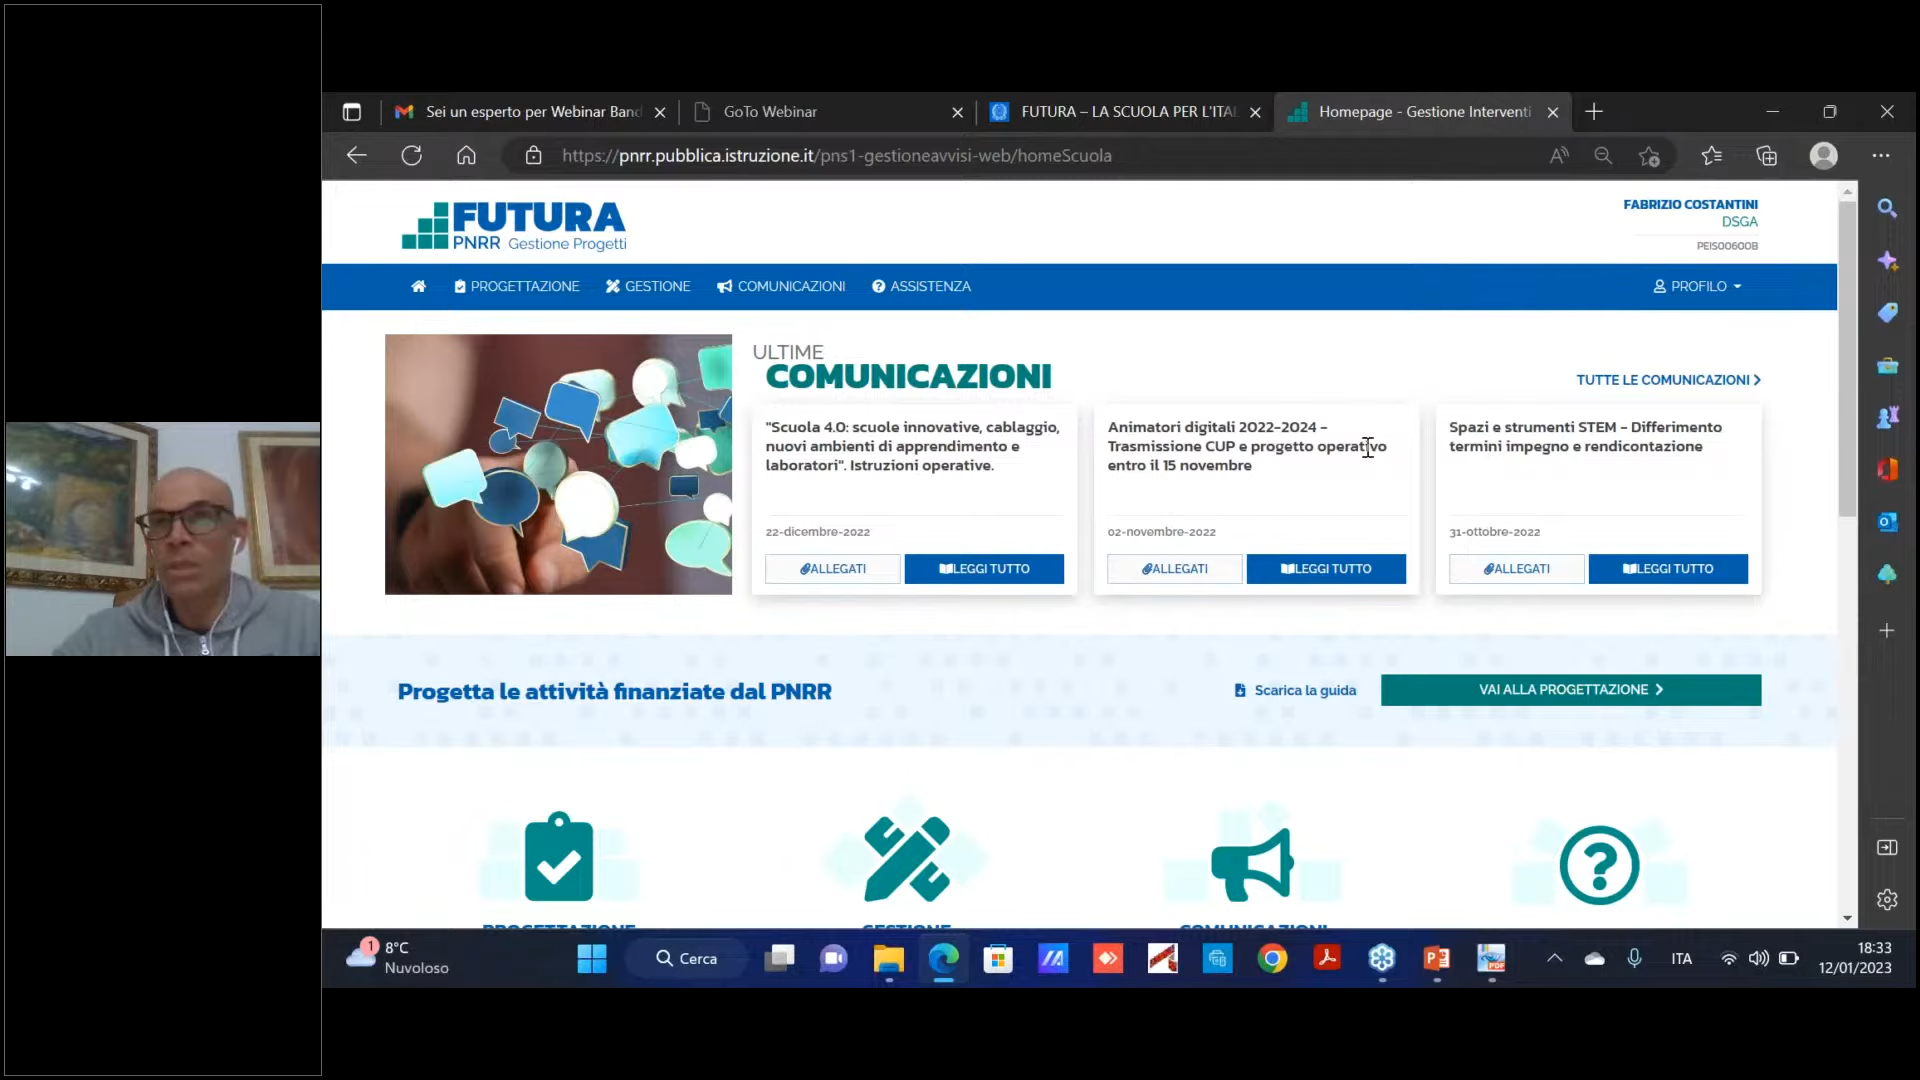 Sei un esperto per Webinar Band
GoTo Webinar
FUTURA – LA SCUOLA PER L'ITAL
Homepage - Gestione Interventi
https://pnrr.pubblica.istruzione.it/pns1-gestioneavvisi-web/homeScuola
FUTURA
PNRR Gestione Progetti
FABRIZIO COSTANTINI
DSGA
PEIS00600B
PROGETTAZIONE
GESTIONE
COMUNICAZIONI
ASSISTENZA
PROFILO
ULTIME
COMUNICAZIONI
TUTTE LE COMUNICAZIONI
"Scuola 4.0: scuole innovative, cablaggio,
nuovi ambienti di apprendimento e
laboratori". Istruzioni operative.
22-dicembre-2022
ALLEGATI
LEGGI TUTTO
Animatori digitali 2022-2024 -
Trasmissione CUP e progetto operativo
entro il 15 novembre
02-novembre-2022
ALLEGATI
LEGGI TUTTO
Spazi e strumenti STEM - Differimento
termini impegno e rendicontazione
31-ottobre-2022
ALLEGATI
LEGGI TUTTO
Progetta le attività finanziate dal PNRR
Scarica la guida
VAI ALLA PROGETTAZIONE
PROGETTAZIONE
GESTIONE
COMUNICAZIONI
1
8°C
Nuvoloso
Cerca
ITA
18:33
12/01/2023